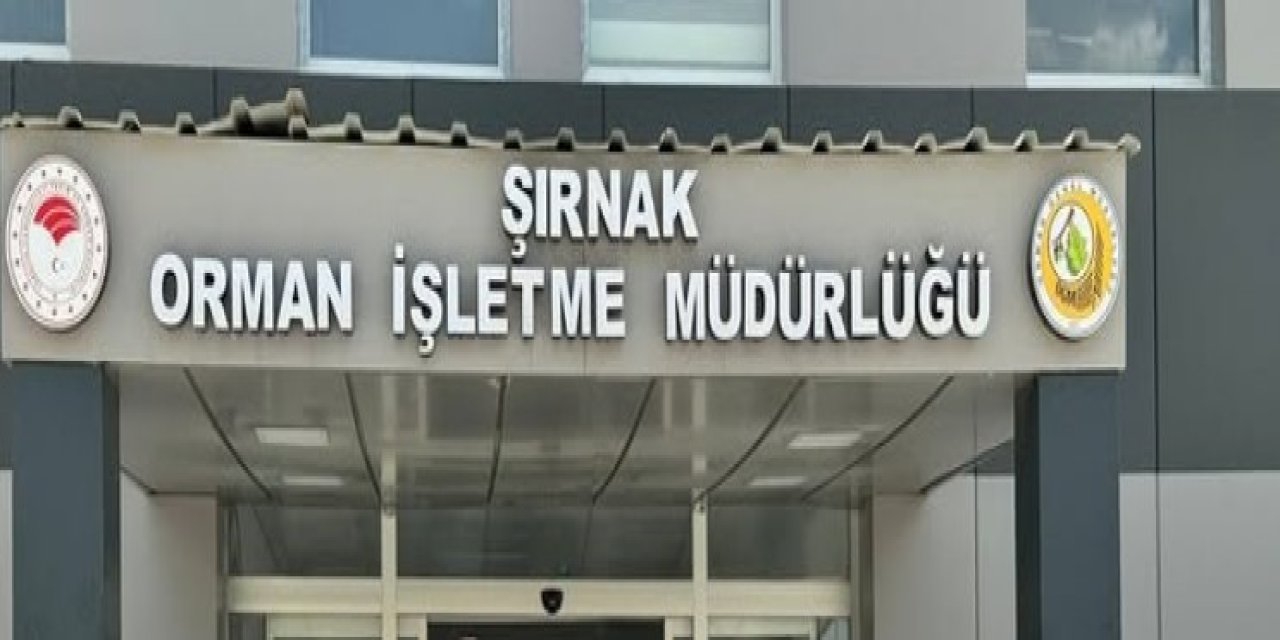 ŞIRNAK
ORMAN İŞLETME MÜDÜRLÜĞÜ